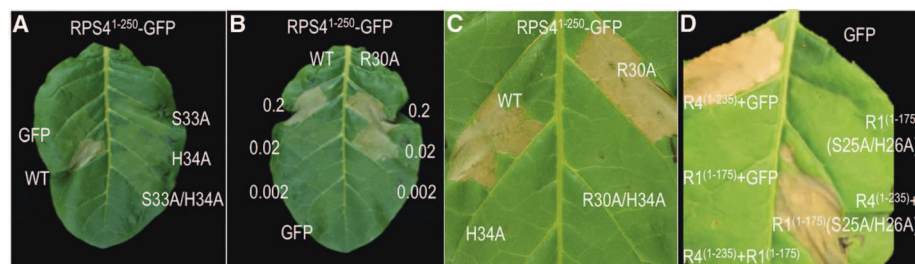 A
RPS4¹⁻²⁵⁰-GFP
GFP
WT
S33A
H34A
S33A/H34A
B
RPS4¹⁻²⁵⁰-GFP
WT
R30A
0.2
0.2
0.02
0.02
0.002
0.002
GFP
C
RPS4¹⁻²⁵⁰-GFP
R30A
WT
R30A/H34A
H34A
D
GFP
R4⁽¹⁻²³⁵⁾+GFP
R1⁽¹⁻¹⁷⁵⁾
(S25A/H26A)
R1⁽¹⁻¹⁷⁵⁾+GFP
R4⁽¹⁻²³⁵⁾+
R1⁽¹⁻¹⁷⁵⁾(S25A/H26A)
R4⁽¹⁻²³⁵⁾+R1⁽¹⁻¹⁷⁵⁾